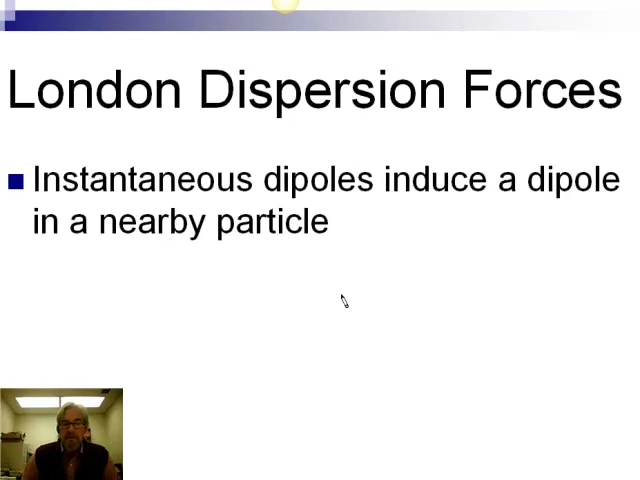 London Dispersion Forces
Instantaneous dipoles induce a dipole
in a nearby particle